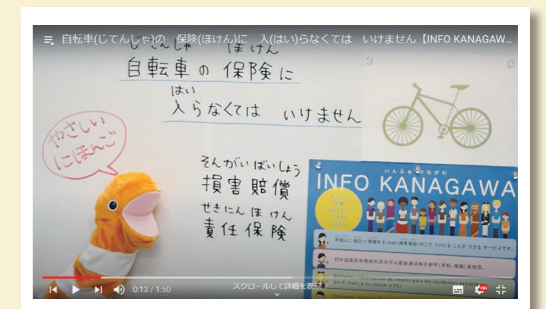 自転車(じてんしゃ)の 保険(ほけん)に 入(はい)らなくては いけません【INFO KANAGAW...
じてんしゃ ほけん
自転車の 保険に
はい
入らなくては いけません
やさしい
にほんご
そんがいばいしょう
損害賠償
せきにんほけん
責任保険
いんふぉかながわ
INFO KANAGAWA
0:13 / 1:50
スクロールして詳細を表示